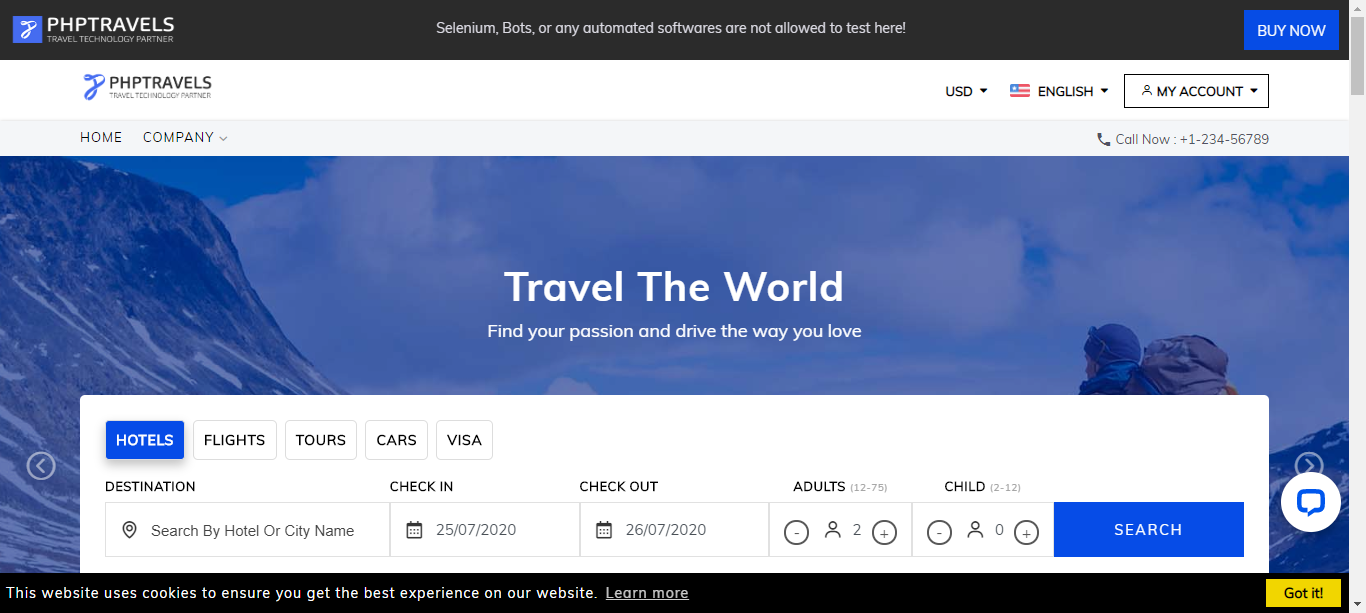 PHPTRAVELS
TRAVEL TECHNOLOGY PARTNER
Selenium, Bots, or any automated softwares are not allowed to test here!
BUY NOW
PHPTRAVELS
TRAVEL TECHNOLOGY PARTNER
USD
ENGLISH
MY ACCOUNT
HOME COMPANY
Call Now : +1-234-56789
Travel The World
Find your passion and drive the way you love
HOTELS FLIGHTS TOURS CARS VISA
DESTINATION CHECK IN CHECK OUT ADULTS (12-75) CHILD (2-12)
Search By Hotel Or City Name 25/07/2020 26/07/2020 - 2 + - 0 + SEARCH
This website uses cookies to ensure you get the best experience on our website. Learn more
Got it!